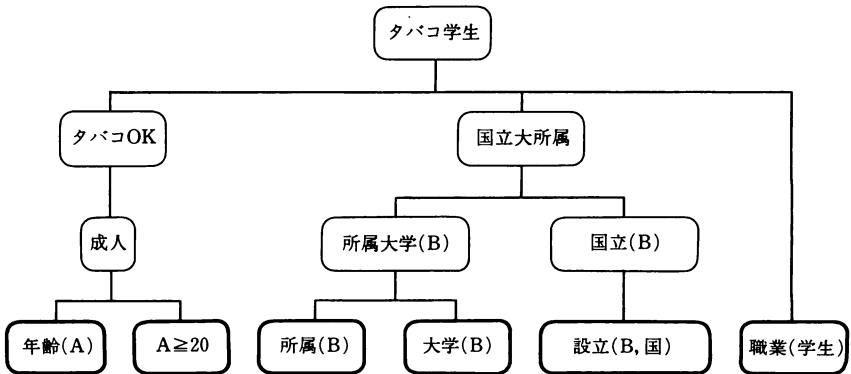 タバコ学生
タバコOK
国立大所属
成人
所属大学(B)
国立(B)
年齢(A)
A≧20
所属(B)
大学(B)
設立(B,国)
職業(学生)